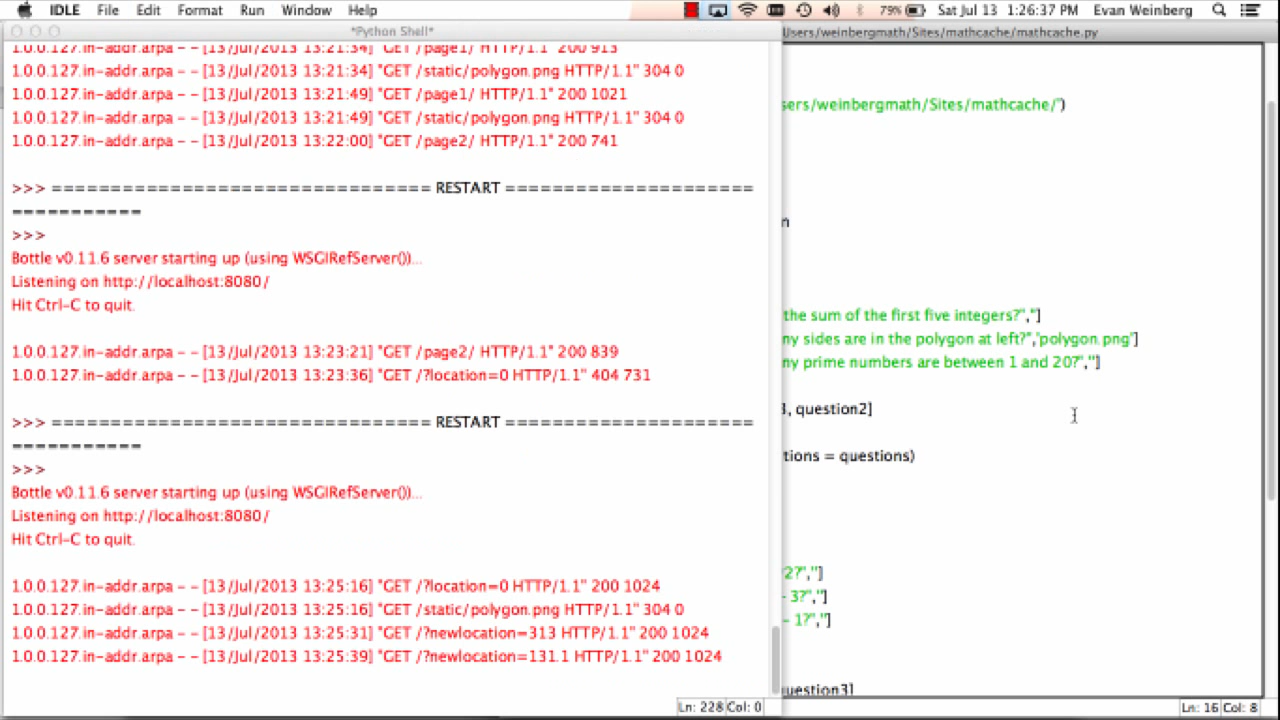 IDLE File Edit Format Run Window Help 79% Sat Jul 13 1:26:37 PM Evan Weinberg
*Python Shell*
1.0.0.127.in-addr.arpa - - [13/Jul/2013 13:21:34] "GET /page1/ HTTP/1.1" 200 913
1.0.0.127.in-addr.arpa - - [13/Jul/2013 13:21:34] "GET /static/polygon.png HTTP/1.1" 304 0
1.0.0.127.in-addr.arpa - - [13/Jul/2013 13:21:49] "GET /page1/ HTTP/1.1" 200 1021
1.0.0.127.in-addr.arpa - - [13/Jul/2013 13:21:49] "GET /static/polygon.png HTTP/1.1" 304 0
1.0.0.127.in-addr.arpa - - [13/Jul/2013 13:22:00] "GET /page2/ HTTP/1.1" 200 741
>>> ================================ RESTART =====================
===========
>>>
Bottle v0.11.6 server starting up (using WSGIRefServer())...
Listening on http://localhost:8080/
Hit Ctrl-C to quit.
1.0.0.127.in-addr.arpa - - [13/Jul/2013 13:23:21] "GET /page2/ HTTP/1.1" 200 839
1.0.0.127.in-addr.arpa - - [13/Jul/2013 13:23:36] "GET /?location=0 HTTP/1.1" 404 731
>>> ================================ RESTART =====================
===========
>>>
Bottle v0.11.6 server starting up (using WSGIRefServer())...
Listening on http://localhost:8080/
Hit Ctrl-C to quit.
1.0.0.127.in-addr.arpa - - [13/Jul/2013 13:25:16] "GET /?location=0 HTTP/1.1" 200 1024
1.0.0.127.in-addr.arpa - - [13/Jul/2013 13:25:16] "GET /static/polygon.png HTTP/1.1" 304 0
1.0.0.127.in-addr.arpa - - [13/Jul/2013 13:25:31] "GET /?newlocation=313 HTTP/1.1" 200 1024
1.0.0.127.in-addr.arpa - - [13/Jul/2013 13:25:39] "GET /?newlocation=131.1 HTTP/1.1" 200 1024
Ln: 228 Col: 0
Users/weinbergmath/Sites/mathcache/mathcache.py
sers/weinbergmath/Sites/mathcache/")
n
the sum of the first five integers?",'']
ny sides are in the polygon at left?",'polygon.png']
ny prime numbers are between 1 and 20?",'']
3, question2]
tions = questions)
2?",'']
- 3?",'']
- 1?",'']
question3]
Ln: 16 Col: 8